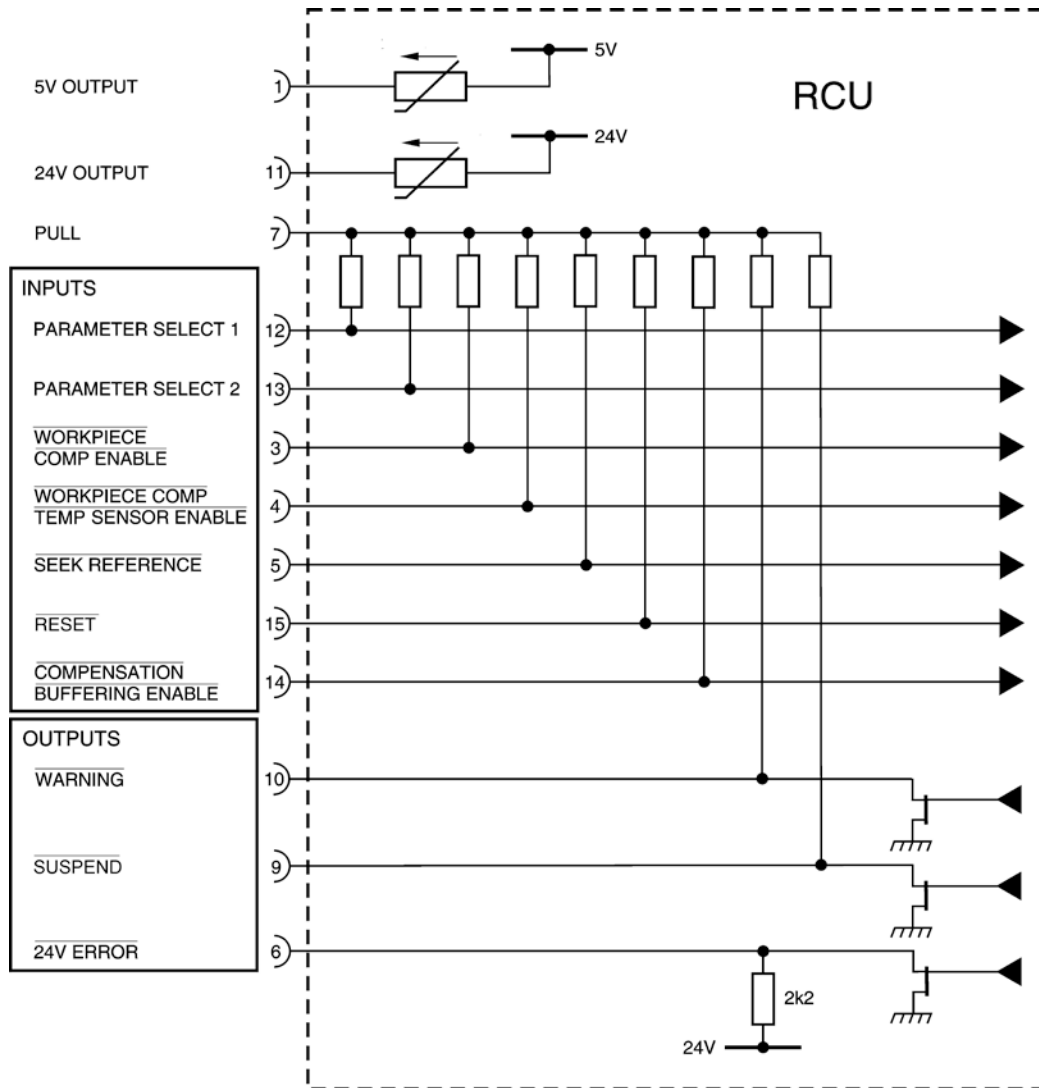 5V
RCU
5V OUTPUT
1
24V
24V OUTPUT
11
PULL
7
INPUTS
PARAMETER SELECT 1
12
PARAMETER SELECT 2
13
WORKPIECE
COMP ENABLE
3
WORKPIECE COMP
TEMP SENSOR ENABLE
4
SEEK REFERENCE
5
RESET
15
COMPENSATION
BUFFERING ENABLE
14
OUTPUTS
WARNING
10
SUSPEND
9
24V ERROR
6
2k2
24V